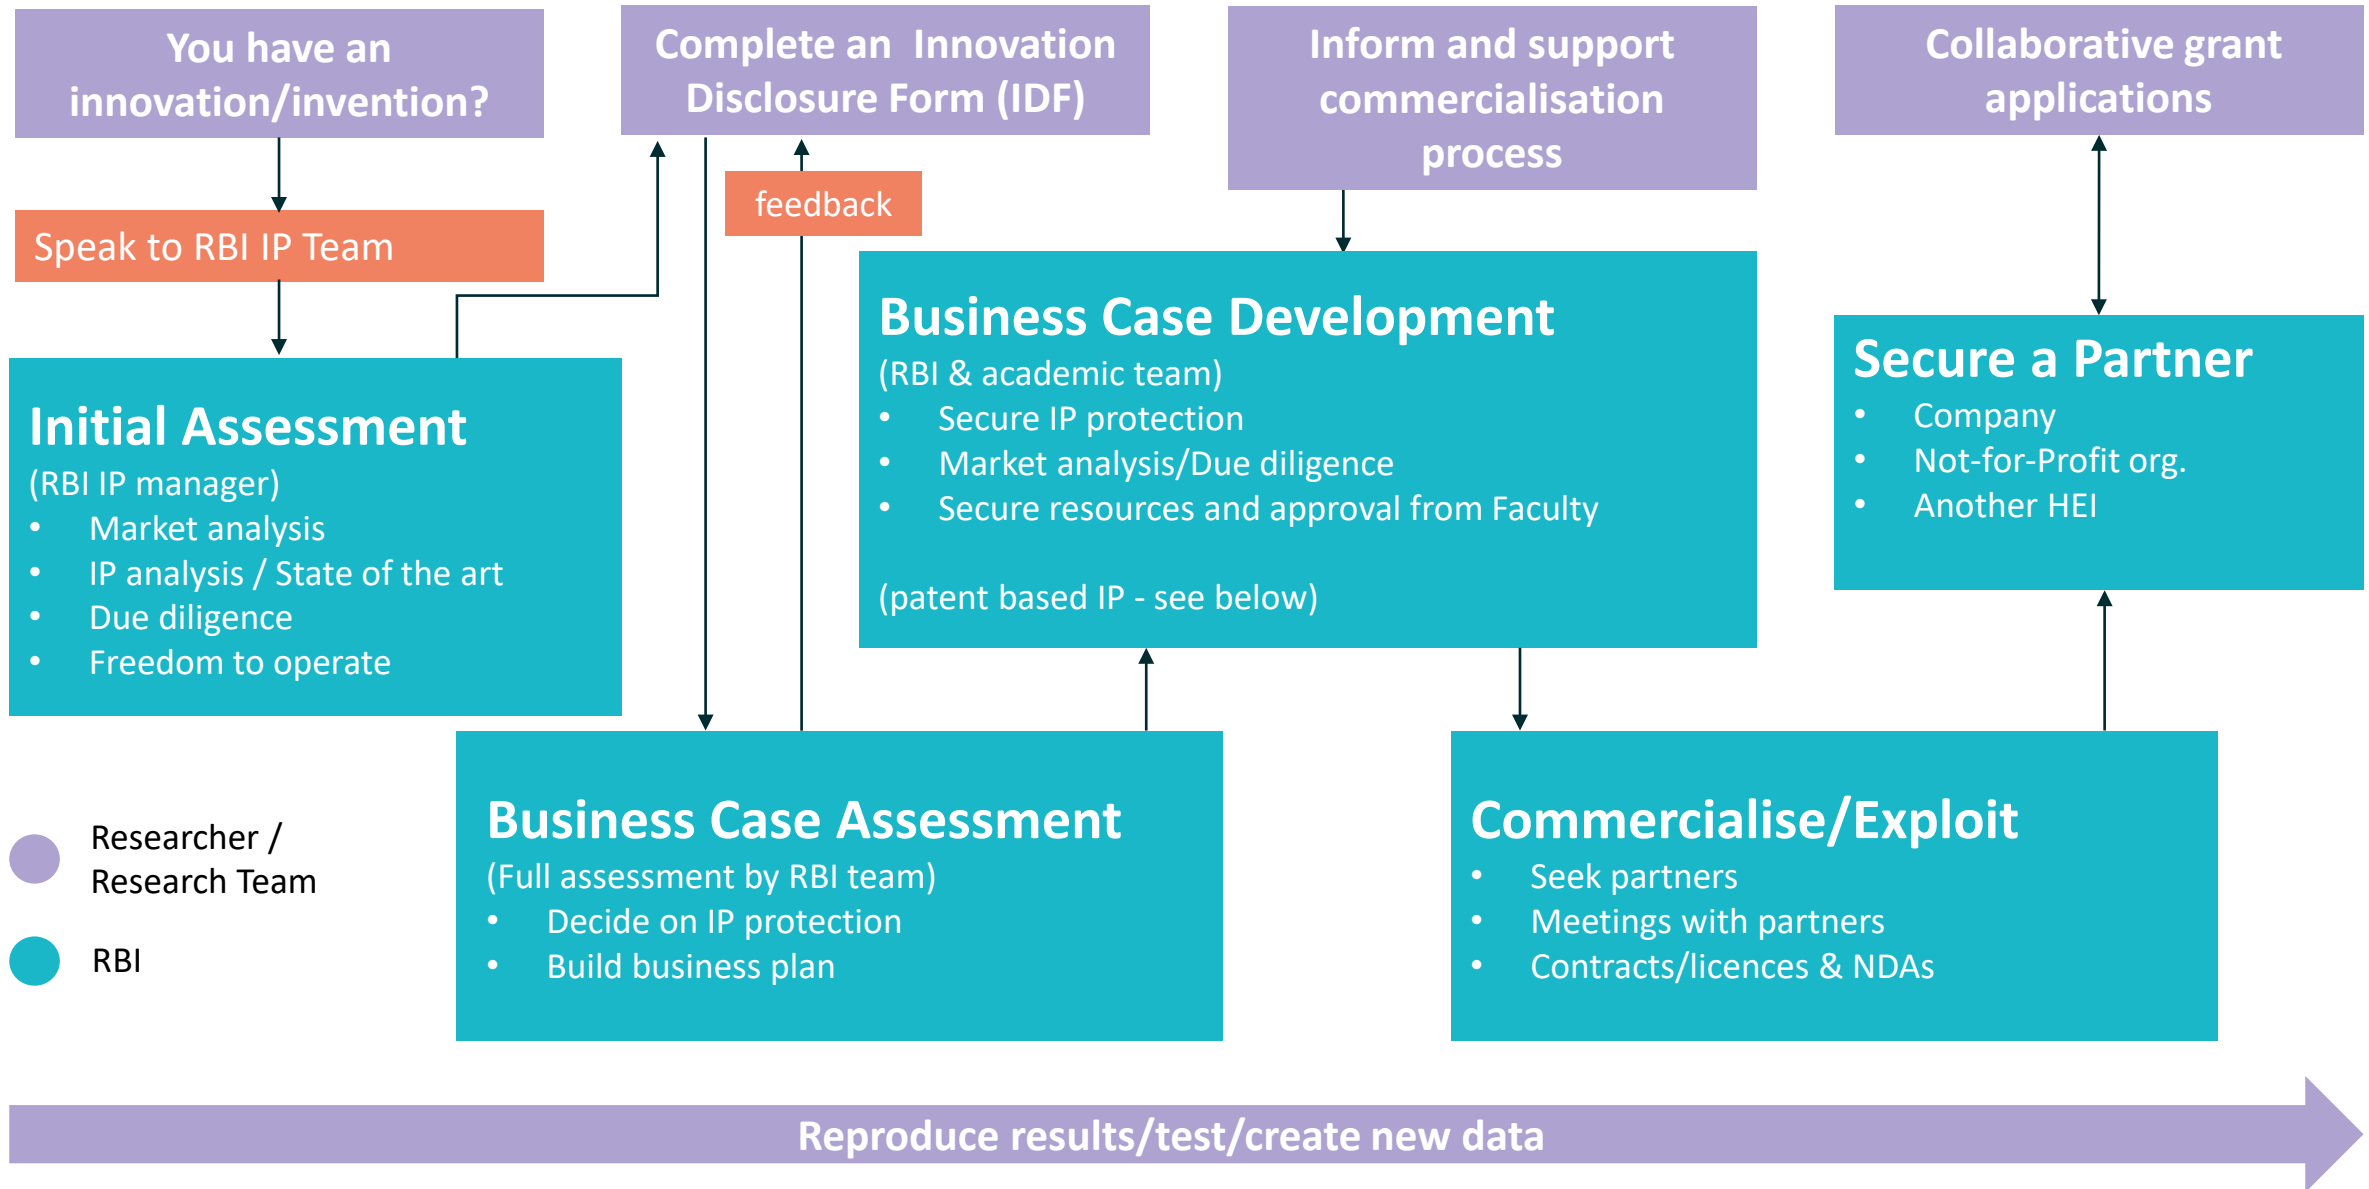 You have an
innovation/invention?
Complete an  Innovation
Disclosure Form (IDF)
Inform and support
commercialisation
process
Collaborative grant
applications
Speak to RBI IP Team
feedback
Initial Assessment
(RBI IP manager)
• Market analysis
• IP analysis / State of the art
• Due diligence
• Freedom to operate
Business Case Development
(RBI & academic team)
• Secure IP protection
• Market analysis/Due diligence
• Secure resources and approval from Faculty
(patent based IP - see below)
Secure a Partner
• Company
• Not-for-Profit org.
• Another HEI
Business Case Assessment
(Full assessment by RBI team)
• Decide on IP protection
• Build business plan
Commercialise/Exploit
• Seek partners
• Meetings with partners
• Contracts/licences & NDAs
Researcher /
Research Team
RBI
Reproduce results/test/create new data